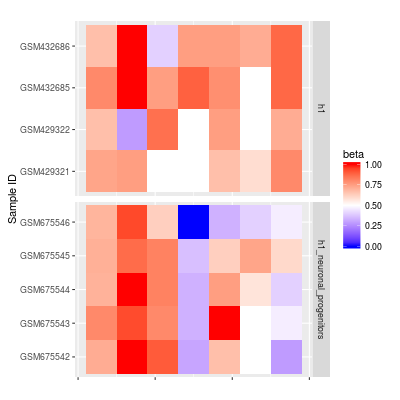 GSM432686
GSM432685
GSM429322
GSM429321
h1
GSM675546
GSM675545
GSM675544
GSM675543
GSM675542
h1_neuronal_progenitors
Sample ID
beta
1.00
0.75
0.50
0.25
0.00